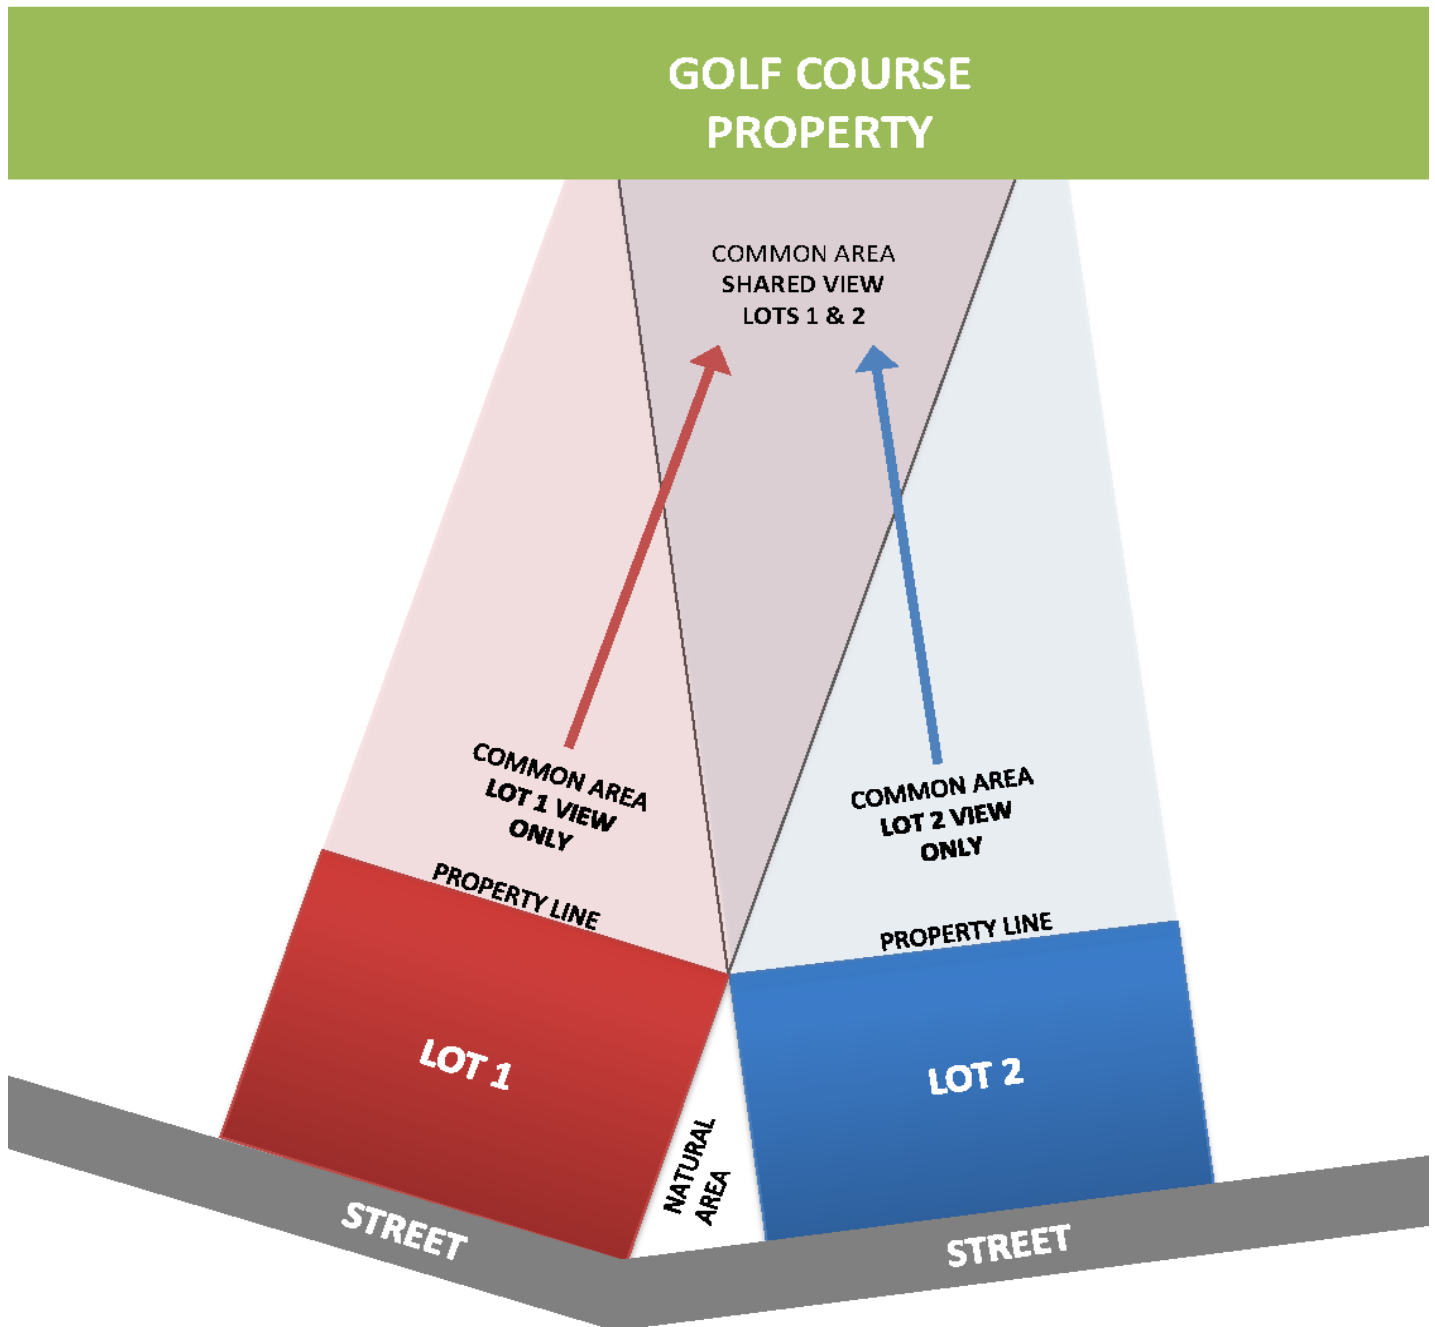 GOLF COURSE
PROPERTY
COMMON AREA
SHARED VIEW
LOTS 1 & 2
COMMON AREA
LOT 1 VIEW
ONLY
COMMON AREA
LOT 2 VIEW
ONLY
PROPERTY LINE
PROPERTY LINE
LOT 1
LOT 2
NATURAL
AREA
STREET
STREET